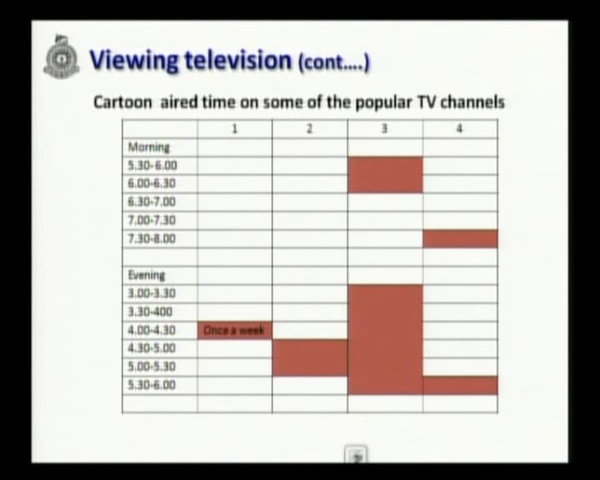 Viewing television (cont....)
Cartoon aired time on some of the popular TV channels
1 2 3 4
Morning
5.30-6.00
6.00-6.30
6.30-7.00
7.00-7.30
7.30-8.00
Evening
3.00-3.30
3.30-400
4.00-4.30 Once a week
4.30-5.00
5.00-5.30
5.30-6.00